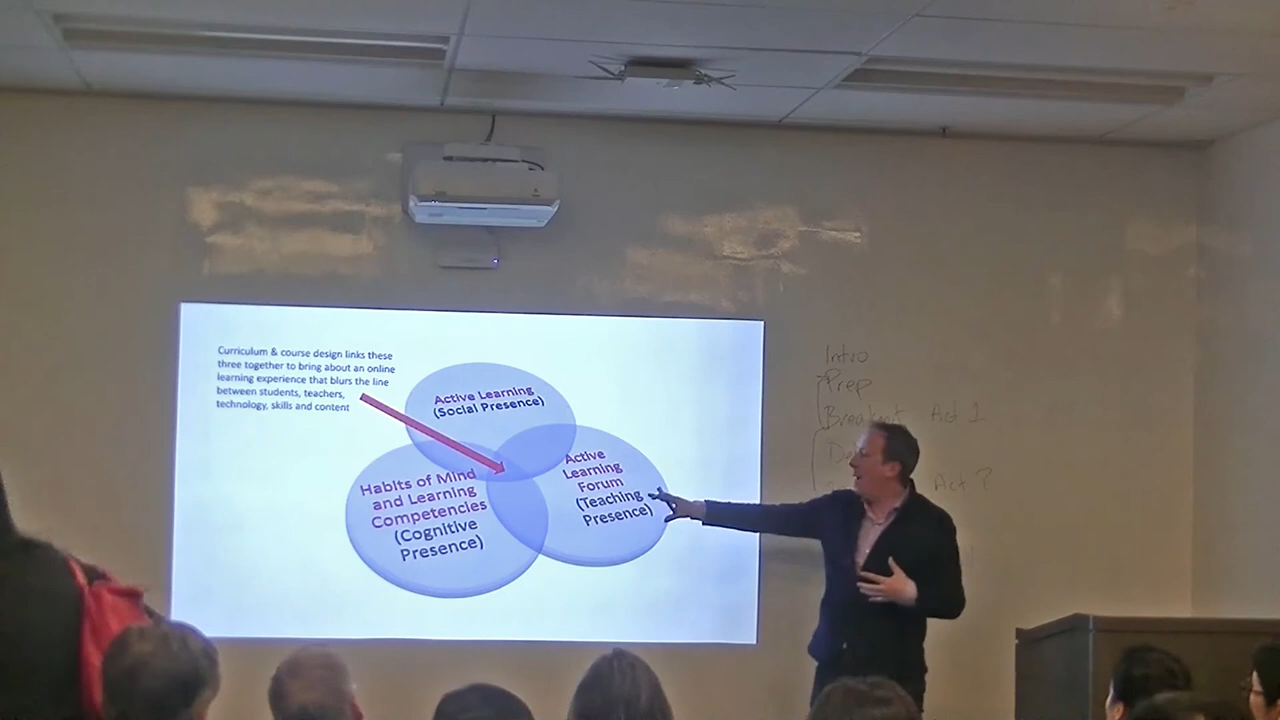 Curriculum & course design links these
three together to bring about an online
learning experience that blurs the line
between students, teachers,
technology, skills and content
Active Learning
(Social Presence)
Habits of Mind
and Learning
Competencies
(Cognitive
Presence)
Active
Learning
Forum
(Teaching
Presence)
Intro
Prep
Breakout Act 1
Act 2